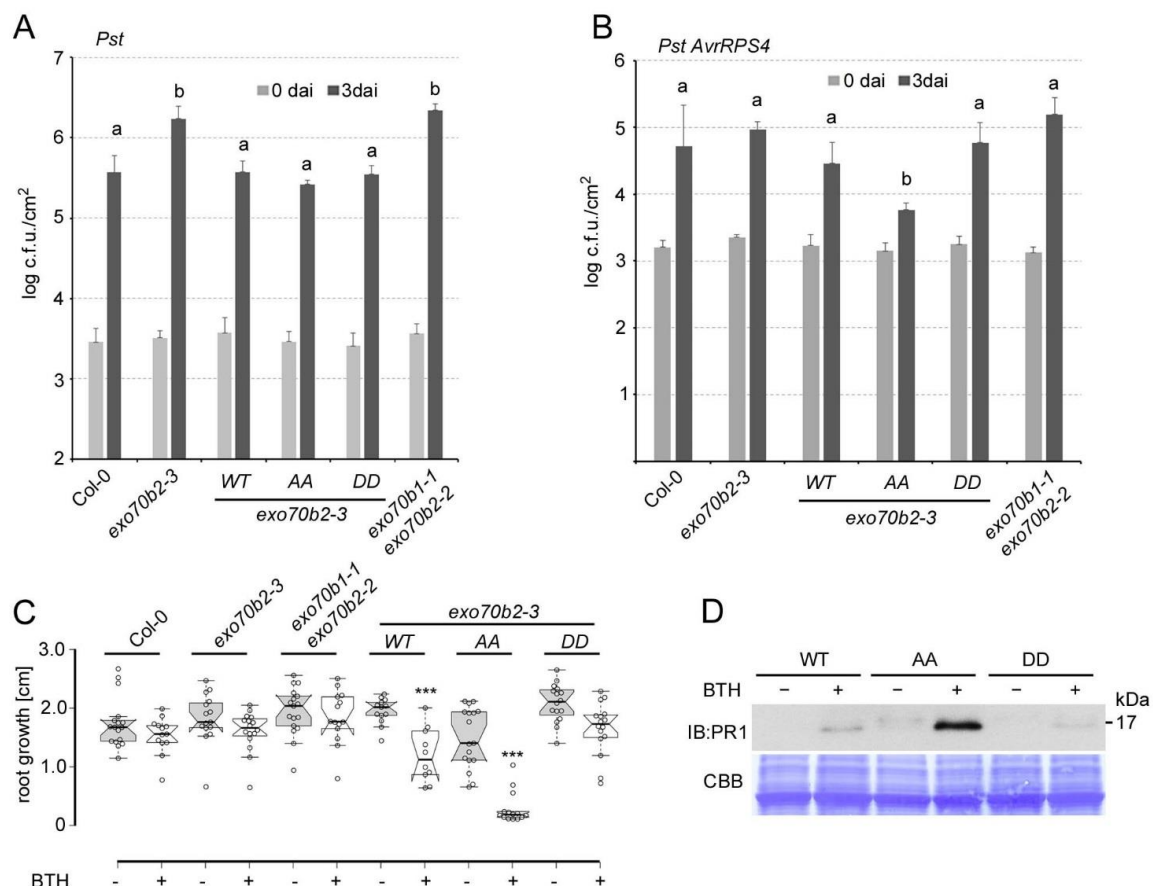 A
Pst
7
6
5
4
3
2
log c.f.u./cm2
0 dai 3dai
a b a a a b
Col-0 exo70b2-3 WT AA DD exo70b1-1 exo70b2-2
exo70b2-3
B
Pst AvrRPS4
6
5
4
3
2
1
log c.f.u./cm2
0 dai 3dai
a a a b a a
Col-0 exo70b2-3 WT AA DD exo70b1-1 exo70b2-2
exo70b2-3
C
Col-0 exo70b2-3 exo70b1-1 exo70b2-2 exo70b2-3
WT AA DD
3.0
2.0
1.0
0
root growth [cm]
***
***
BTH - + - + - + - + - + - +
D
WT AA DD
BTH – + – + – + kDa
IB:PR1 -17
CBB